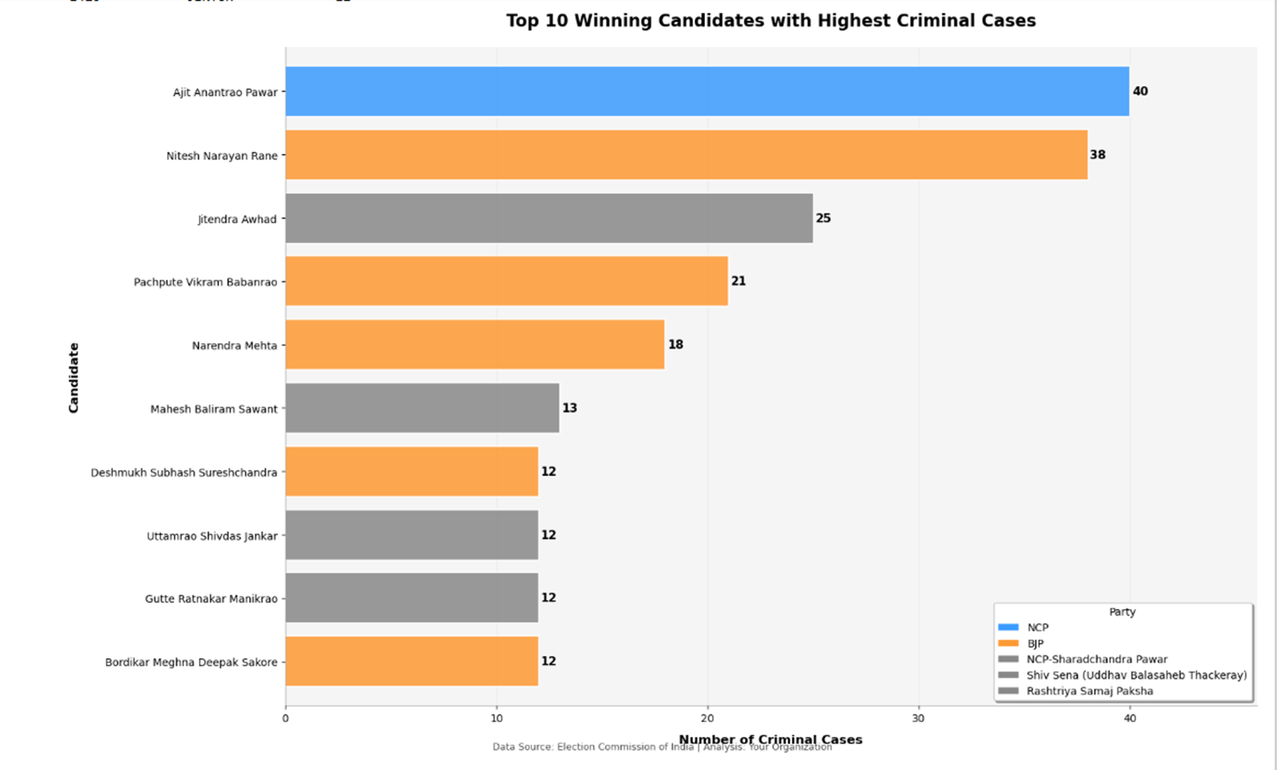 Top 10 Winning Candidates with Highest Criminal Cases
Candidate
Ajit Anantrao Pawar 40
Nitesh Narayan Rane 38
Jitendra Awhad 25
Pachpute Vikram Babanrao 21
Narendra Mehta 18
Mahesh Baliram Sawant 13
Deshmukh Subhash Sureshchandra 12
Uttamrao Shivdas Jankar 12
Gutte Ratnakar Manikrao 12
Bordikar Meghna Deepak Sakore 12
Party
NCP
BJP
NCP-Sharadchandra Pawar
Shiv Sena (Uddhav Balasaheb Thackeray)
Rashtriya Samaj Paksha
0 10 20 30 40
Number of Criminal Cases
Data Source: Election Commission of India | Analysis: Your Organization